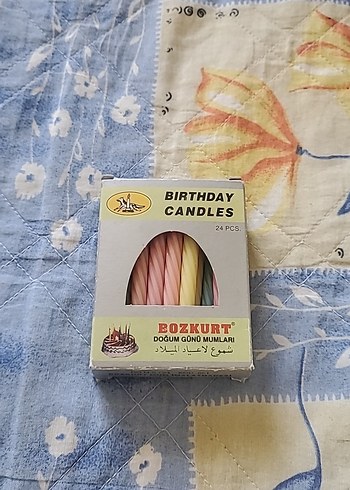 BIRTHDAY
CANDLES
24 PCS.
BOZKURT®
DOĞUM GÜNÜ MUMLARI
شموع لاعياد الميلاد